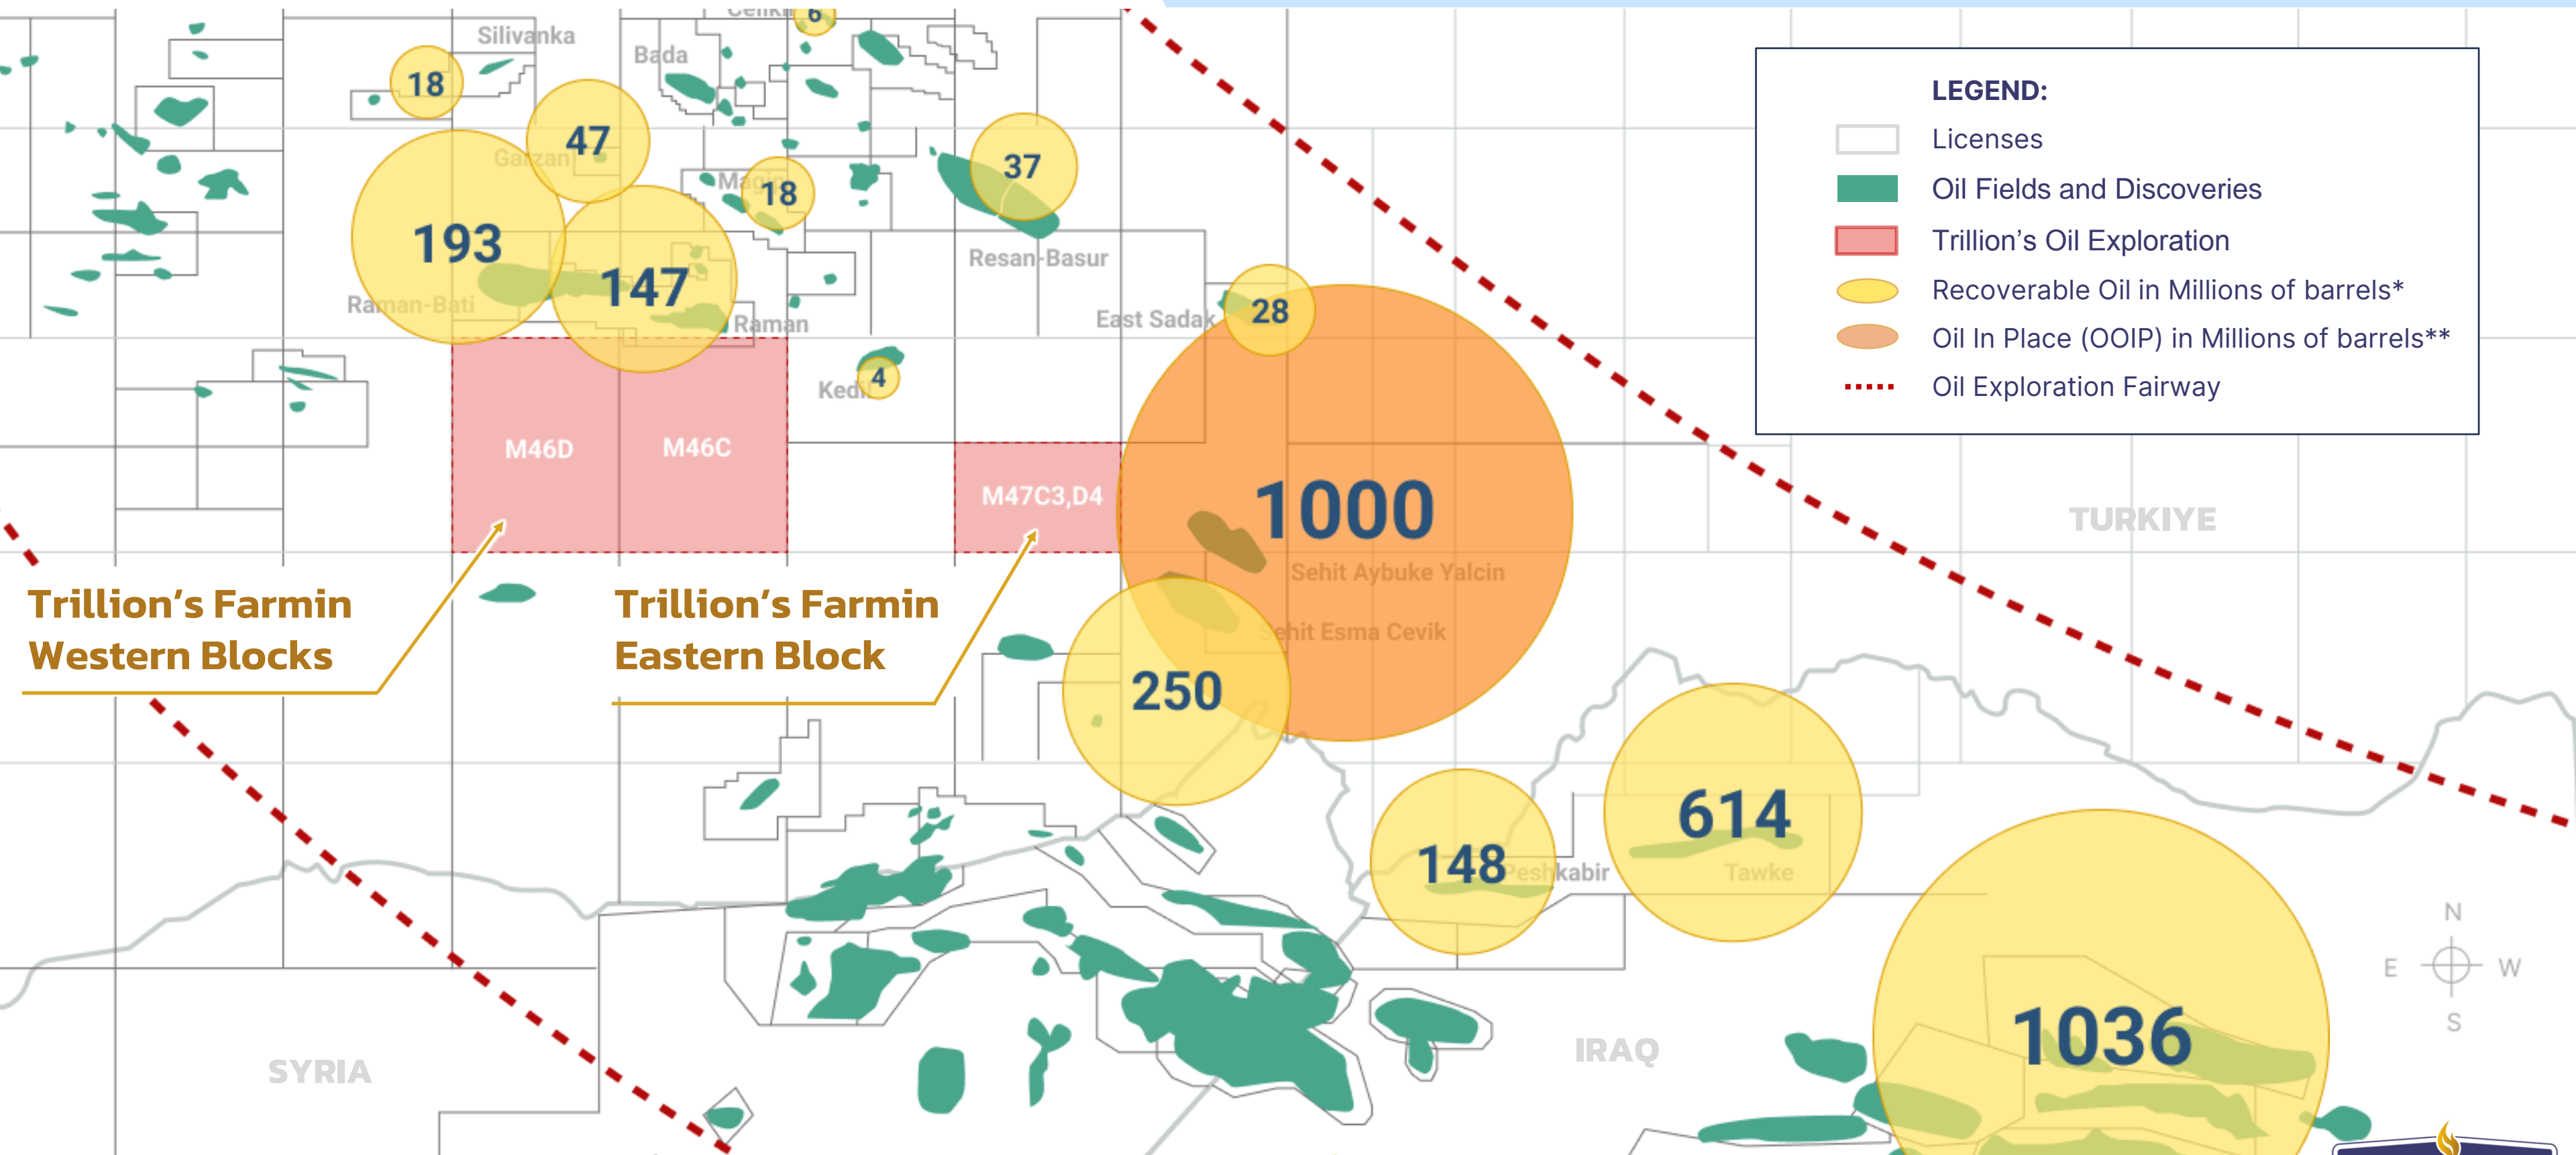 6
Silivanka
Bada
18
47
Garzan
37
18
193
147
Resan-Basur
Raman-Bati
Raman
East Sadak
28
4
M46D
M46C
M47C3,D4
1000
Sehit Aybuke Yalcin
Sehit Esma Cevik
250
Trillion’s Farmin
Western Blocks
Trillion’s Farmin
Eastern Block
LEGEND:
Licenses
Oil Fields and Discoveries
Trillion’s Oil Exploration
Recoverable Oil in Millions of barrels*
Oil In Place (OOIP) in Millions of barrels**
Oil Exploration Fairway
TURKIYE
614
Tawke
148
Peshkabir
1036
N
E W
S
SYRIA
IRAQ